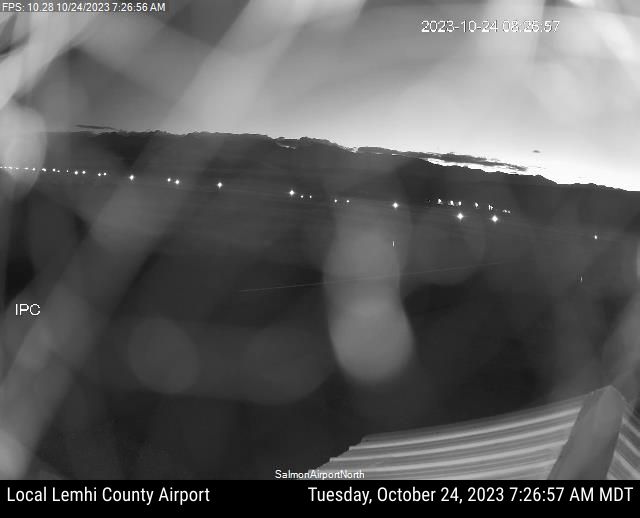 FPS: 10.28 10/24/2023 7:26:56 AM
2023-10-24 08:26:57
IPC
SalmonAirportNorth
Local Lemhi County Airport
Tuesday, October 24, 2023 7:26:57 AM MDT